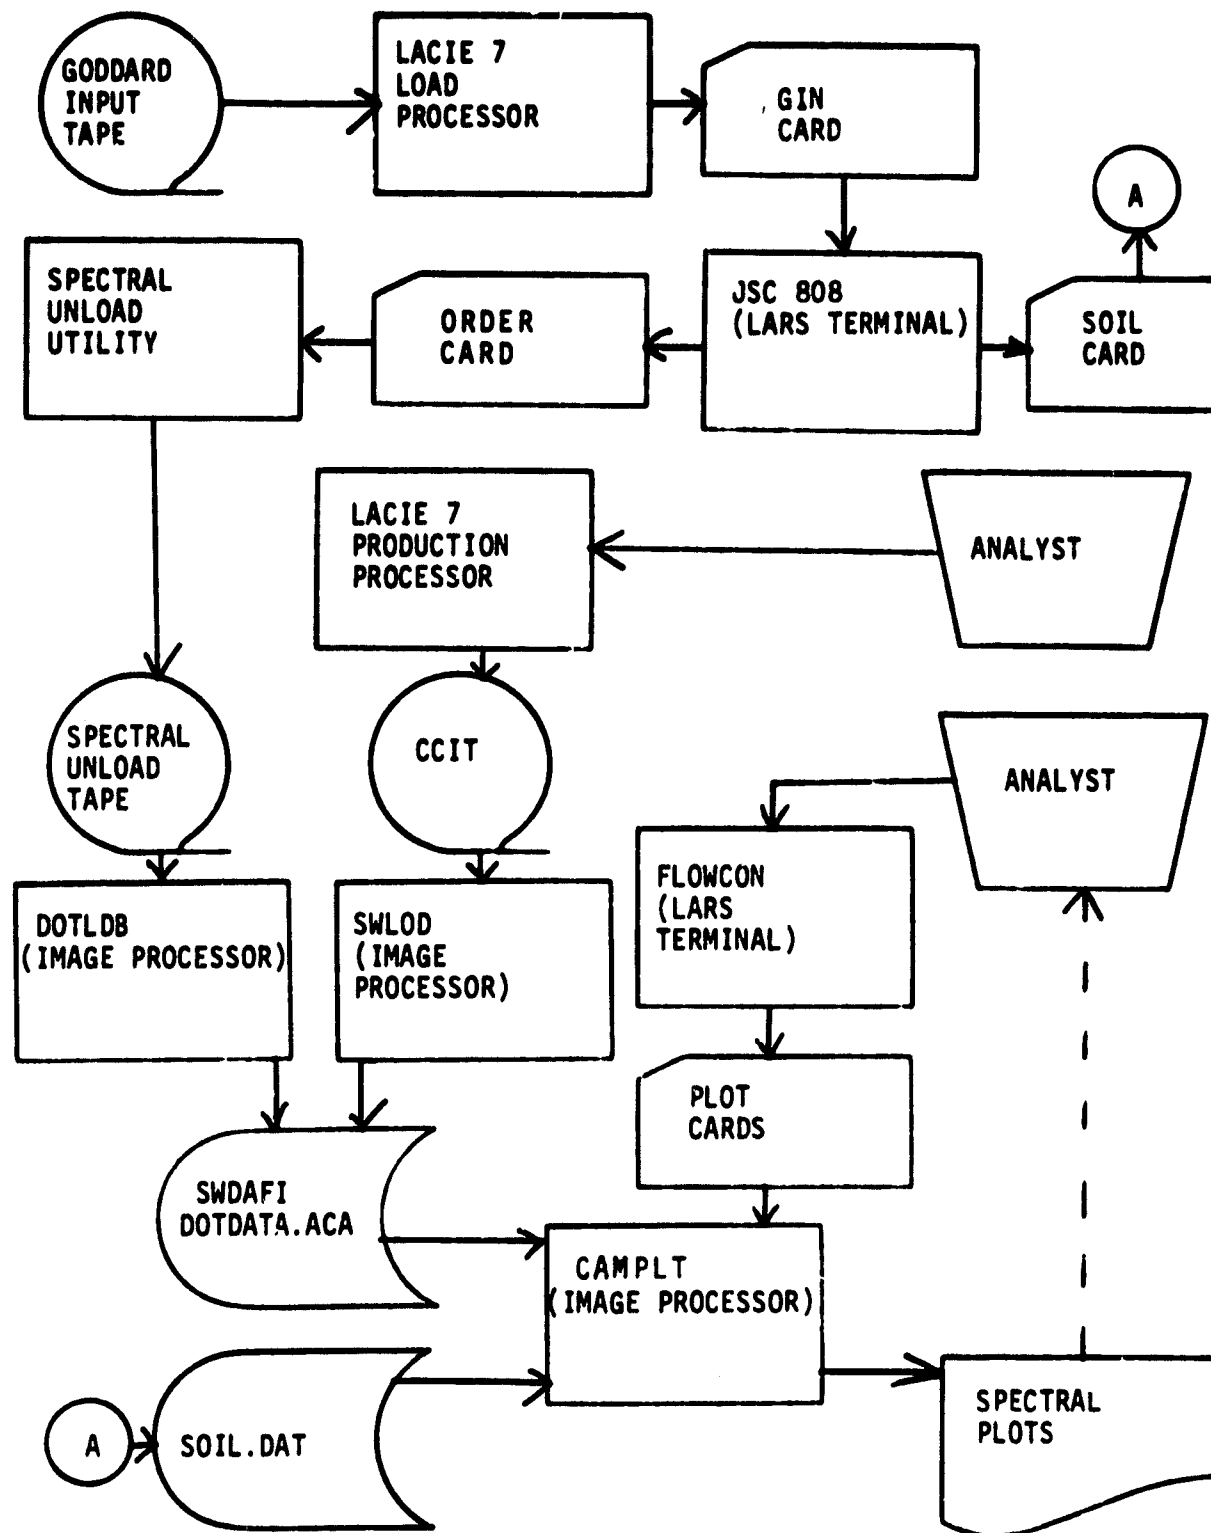 GODDARD
INPUT
TAPE
LACIE 7
LOAD
PROCESSOR
GIN
CARD
A
SPECTRAL
UNLOAD
UTILITY
ORDER
CARD
JSC 808
(LARS TERMINAL)
SOIL
CARD
LACIE 7
PRODUCTION
PROCESSOR
ANALYST
SPECTRAL
UNLOAD
TAPE
CCIT
ANALYST
DOTLDB
(IMAGE PROCESSOR)
SWLOD
(IMAGE
PROCESSOR)
FLOWCON
(LARS
TERMINAL)
PLOT
CARDS
SWDAFI
DOTDATA.ACA
CAMPLT
(IMAGE PROCESSOR)
A
SOIL.DAT
SPECTRAL
PLOTS